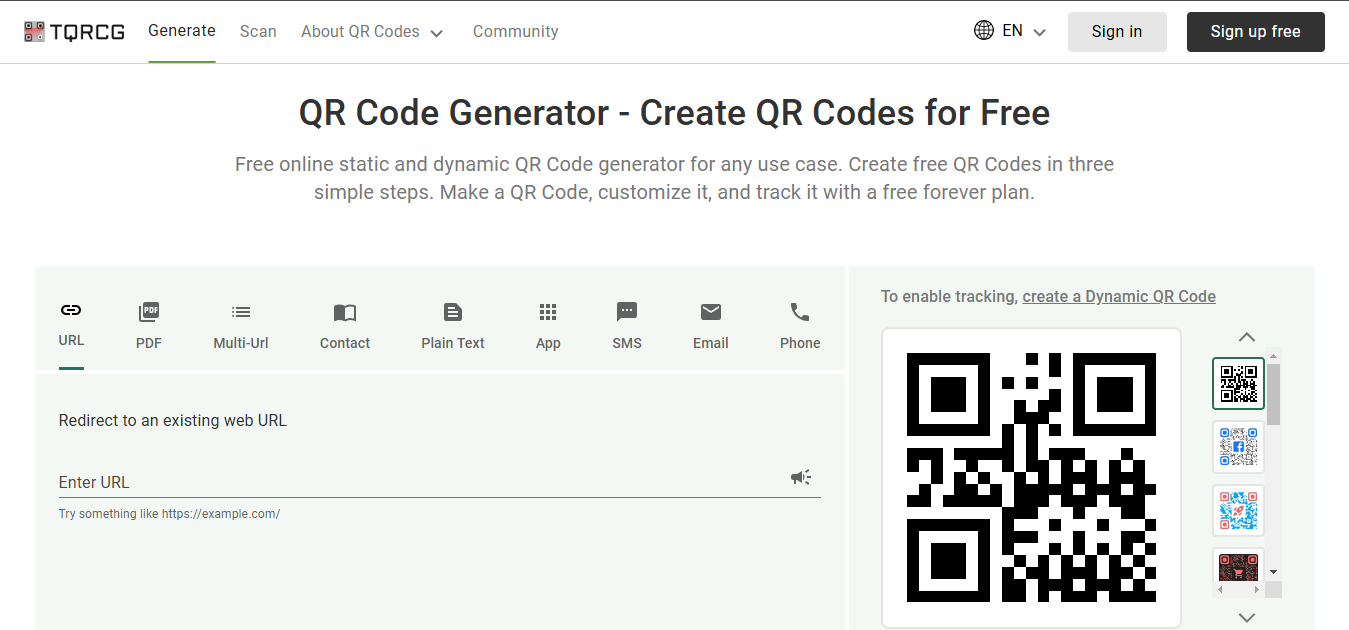 TQRCG Generate Scan About QR Codes Community EN Sign in Sign up free
QR Code Generator - Create QR Codes for Free
Free online static and dynamic QR Code generator for any use case. Create free QR Codes in three
simple steps. Make a QR Code, customize it, and track it with a free forever plan.
To enable tracking, create a Dynamic QR Code
PDF
URL PDF Multi-Url Contact Plain Text App SMS Email Phone
Redirect to an existing web URL
Enter URL
Try something like https://example.com/